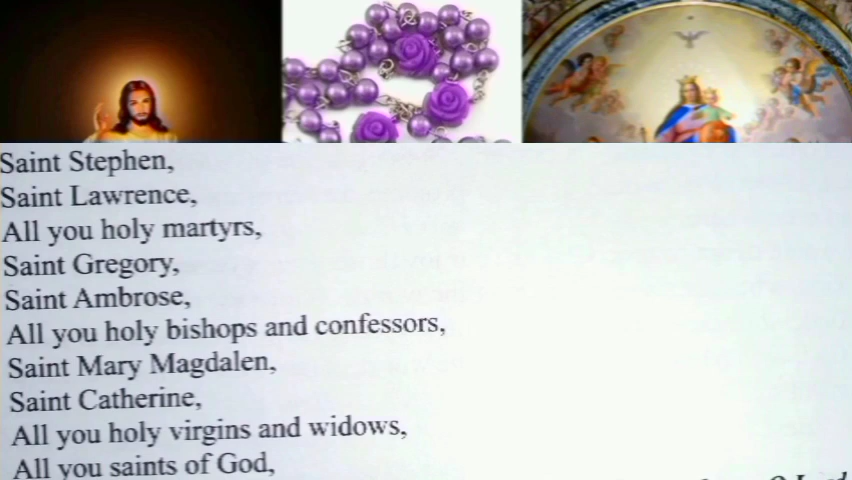 Saint Stephen,
Saint Lawrence,
All you holy martyrs,
Saint Gregory,
Saint Ambrose,
All you holy bishops and confessors,
Saint Mary Magdalen,
Saint Catherine,
All you holy virgins and widows,
All you saints of God,